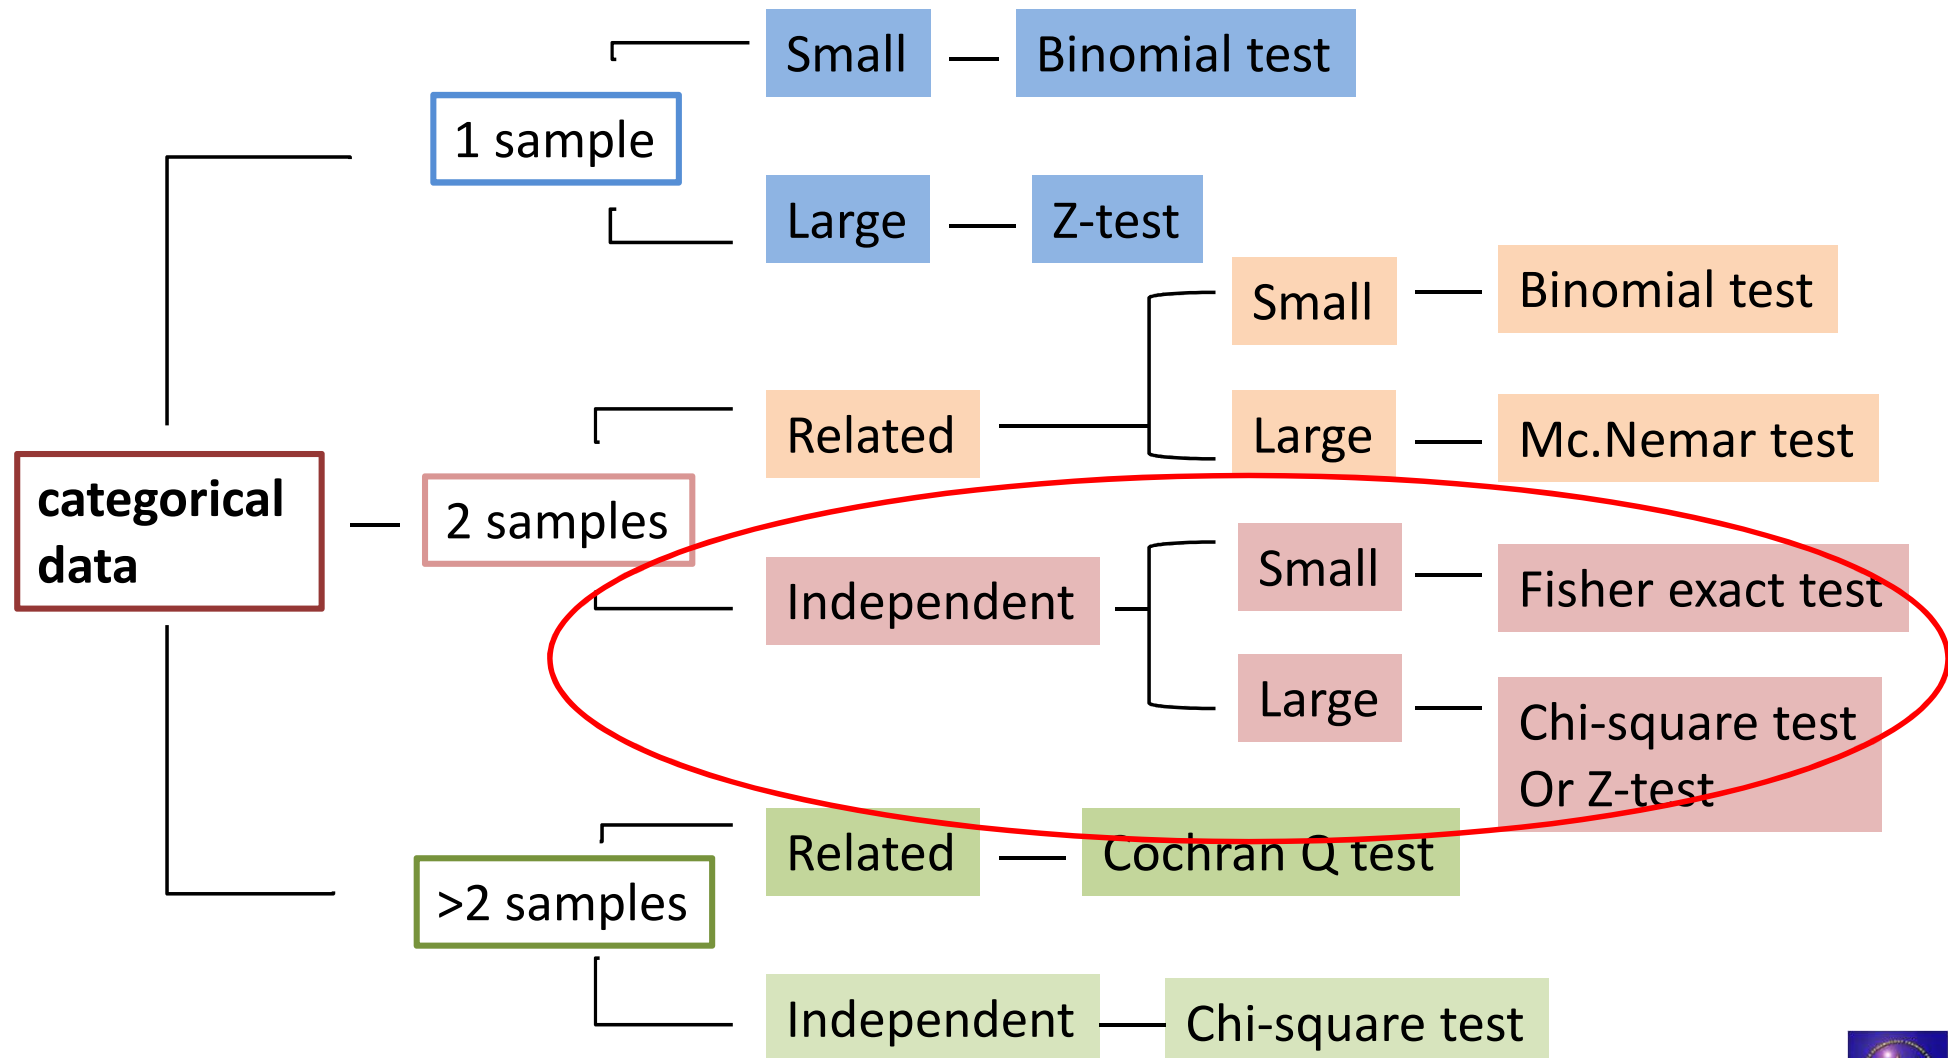 Small
Binomial test
1 sample
Large
Z-test
Small
Binomial test
Related
Large
Mc.Nemar test
categorical
data
2 samples
Independent
Small
Fisher exact test
Large
Chi-square test
Or Z-test
Related
Cochran Q test
>2 samples
Independent
Chi-square test